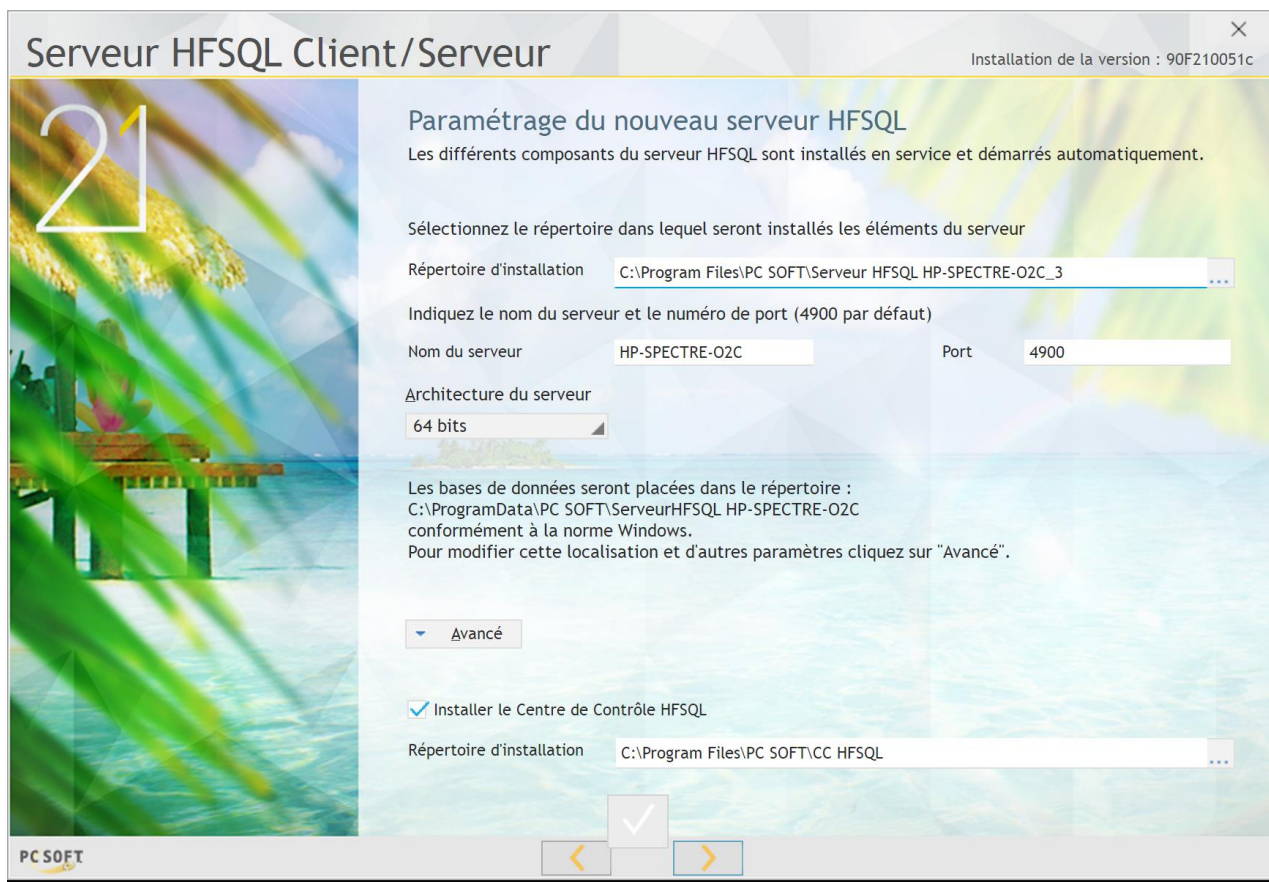 Serveur HFSQL Client/Serveur
Installation de la version : 90F210051c
21
Paramétrage du nouveau serveur HFSQL
Les différents composants du serveur HFSQL sont installés en service et démarrés automatiquement.
Sélectionnez le répertoire dans lequel seront installés les éléments du serveur
Répertoire d'installation C:\Program Files\PC SOFT\Serveur HFSQL HP-SPECTRE-O2C_3 ...
Indiquez le nom du serveur et le numéro de port (4900 par défaut)
Nom du serveur HP-SPECTRE-O2C Port 4900
Architecture du serveur
64 bits
Les bases de données seront placées dans le répertoire :
C:\ProgramData\PC SOFT\ServeurHFSQL HP-SPECTRE-O2C
conformément à la norme Windows.
Pour modifier cette localisation et d'autres paramètres cliquez sur "Avancé".
Avancé
Installer le Centre de Contrôle HFSQL
Répertoire d'installation C:\Program Files\PC SOFT\CC HFSQL ...
PC SOFT